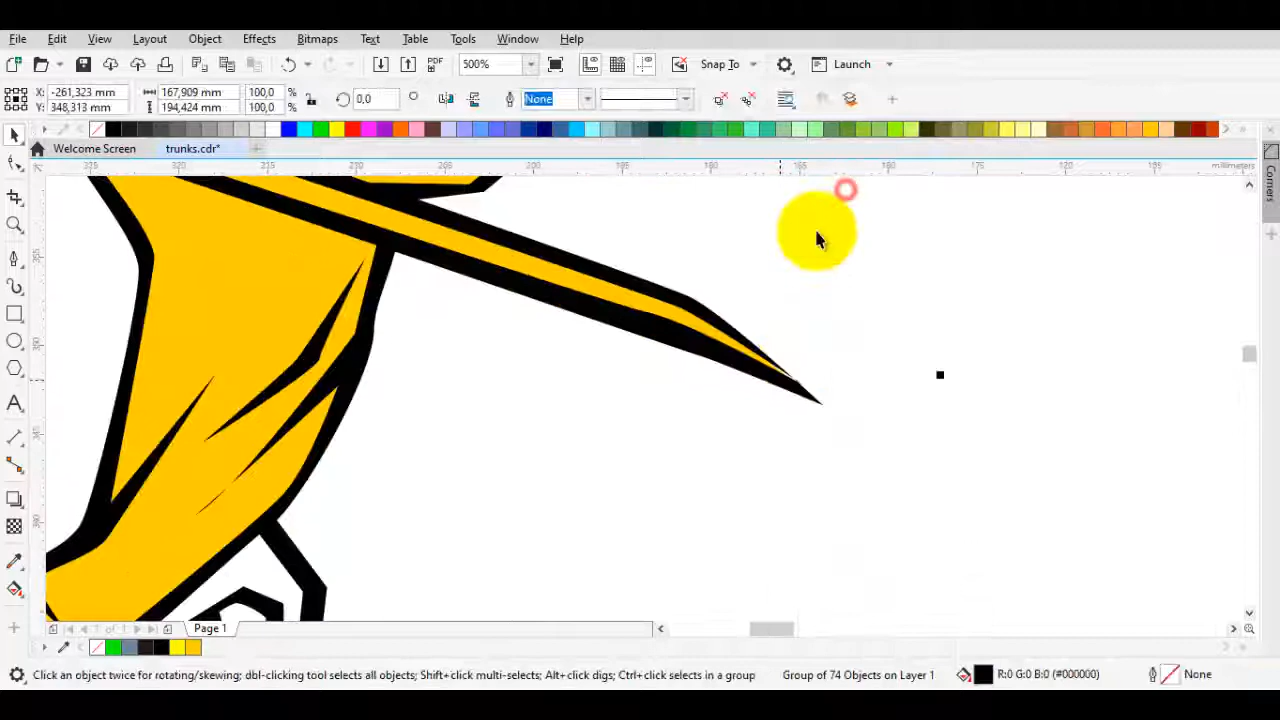 File Edit View Layout Object Effects Bitmaps Text Table Tools Window Help
PDF 500% Snap To Launch
X: -261,323 mm 167,909 mm 100,0 % 0,0 ° None
Y: 348,313 mm 194,424 mm 100,0 %
Welcome Screen trunks.cdr*
millimeters
Corners
Page 1
Click an object twice for rotating/skewing; dbl-clicking tool selects all objects; Shift+click multi-selects; Alt+click digs; Ctrl+click selects in a group Group of 74 Objects on Layer 1 R:0 G:0 B:0 (#000000) None